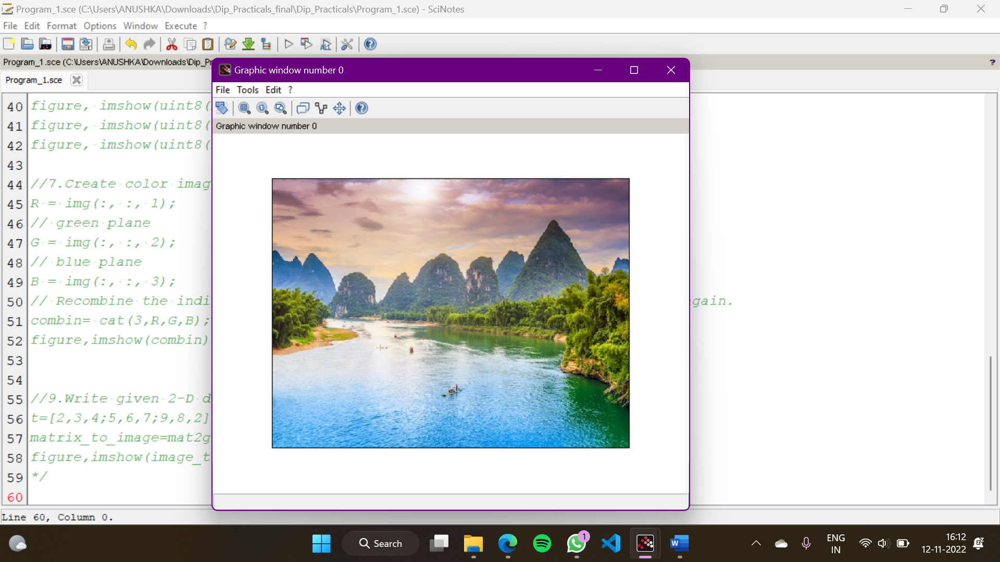 Program_1.sce (C:\Users\ANUSHKA\Downloads\Dip_Practicals_final\Dip_Practicals\Program_1.sce) - SciNotes
File Edit Format Options Window Execute ?
Program_1.sce (C:\Users\ANUSHKA\Downloads\Dip_Pr
?
Program_1.sce
Graphic window number 0
File Tools Edit ?
Graphic window number 0
40 figure, imshow(uint8(
41 figure, imshow(uint8(
42 figure, imshow(uint8(
43
44 //7.Create color imag
45 R = img(:, :, 1);
46 // green plane
47 G = img(:, :, 2);
48 // blue plane
49 B = img(:, :, 3);
50 // Recombine the indi gain.
51 combin= cat(3,R,G,B);
52 figure,imshow(combin)
53
54
55 //9.Write given 2-D d
56 t=[2,3,4;5,6,7;9,8,2]
57 matrix_to_image=mat2g
58 figure,imshow(image_t
59 */
60
Line 60, Column 0.
Search
1
ENG
IN
16:12
12-11-2022